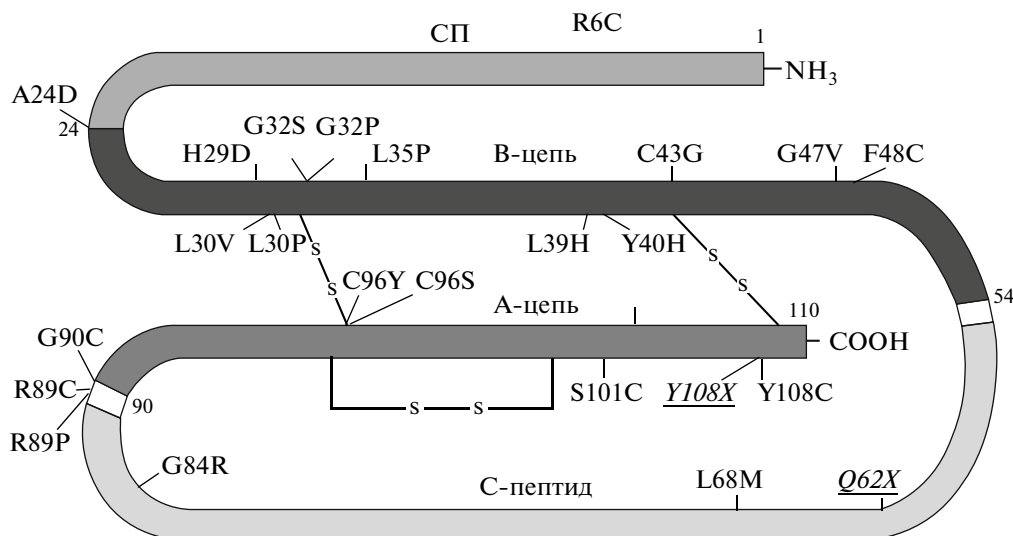 СП R6C 1
NH3
A24D
24
G32S G32P
H29D L35P В-цепь C43G G47V F48C
L30V L30P L39H Y40H
S
S
S
S
C96Y C96S
А-цепь 110 54
G90C COOH
R89C 90 S101C Y108X Y108C
S S
R89P
G84R L68M Q62X
С-пептид